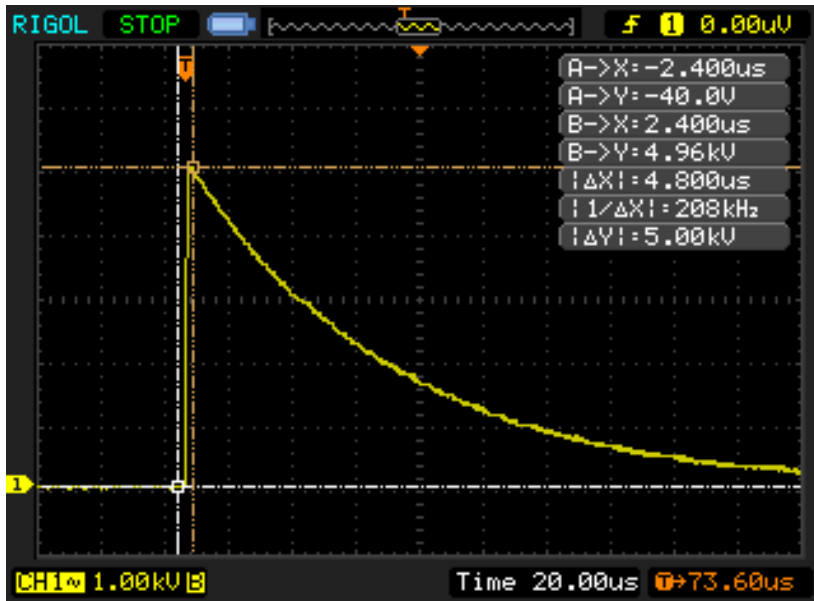 RIGOL STOP T 1 0.00uV
T
A->X:-2.400us
A->Y:-40.0V
B->X:2.400us
B->Y:4.96kV
|ΔX|:4.800us
|1/ΔX|:208kHz
|ΔY|:5.00kV
1
CH1~ 1.00kV B Time 20.00us T→73.60us